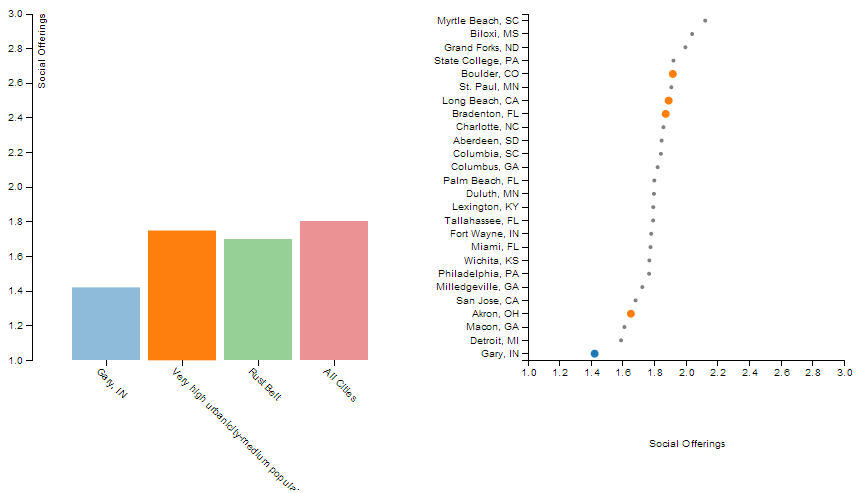 3.0
2.8
2.6
2.4
2.2
2.0
1.8
1.6
1.4
1.2
1.0
Social Offerings
Gary, IN
Very high urbanicity-medium
Rust Belt
All Cities
Myrtle Beach, SC
Biloxi, MS
Grand Forks, ND
State College, PA
Boulder, CO
St. Paul, MN
Long Beach, CA
Bradenton, FL
Charlotte, NC
Aberdeen, SD
Columbia, SC
Columbus, GA
Palm Beach, FL
Duluth, MN
Lexington, KY
Tallahassee, FL
Fort Wayne, IN
Miami, FL
Wichita, KS
Philadelphia, PA
Milledgeville, GA
San Jose, CA
Akron, OH
Macon, GA
Detroit, MI
Gary, IN
1.0 1.2 1.4 1.6 1.8 2.0 2.2 2.4 2.6 2.8 3.0
Social Offerings